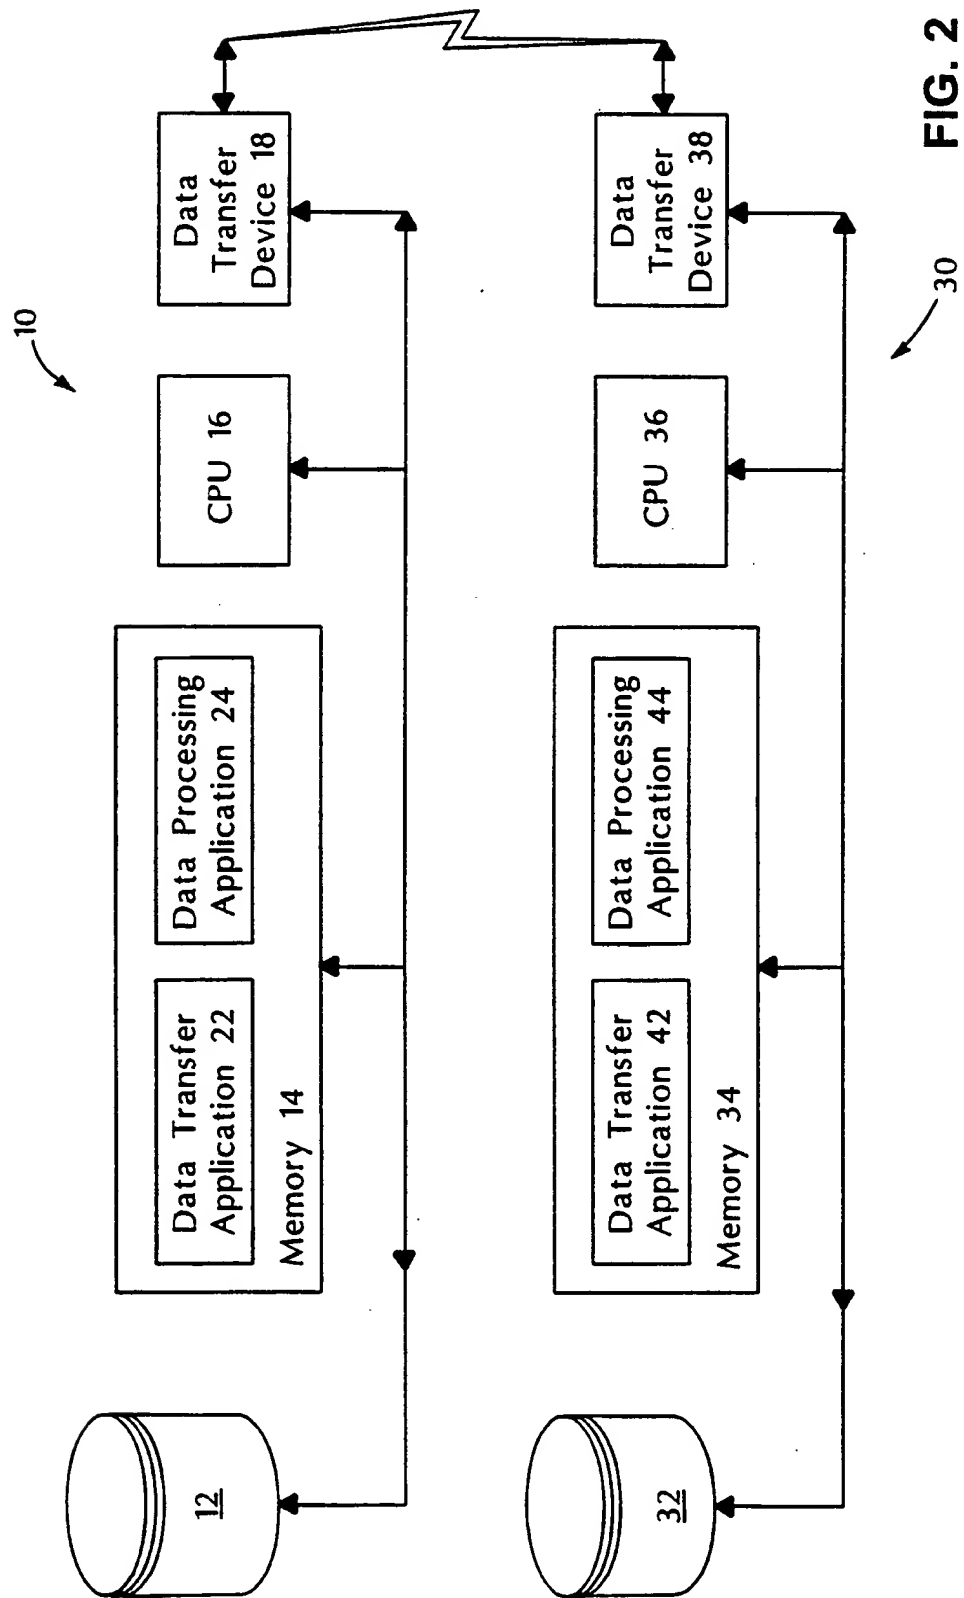 10
12
Data Transfer
Application 22
Data Processing
Application 24
Memory 14
CPU 16
Data
Transfer
Device 18
32
Data Transfer
Application 42
Data Processing
Application 44
Memory 34
CPU 36
Data
Transfer
Device 38
30
FIG. 2